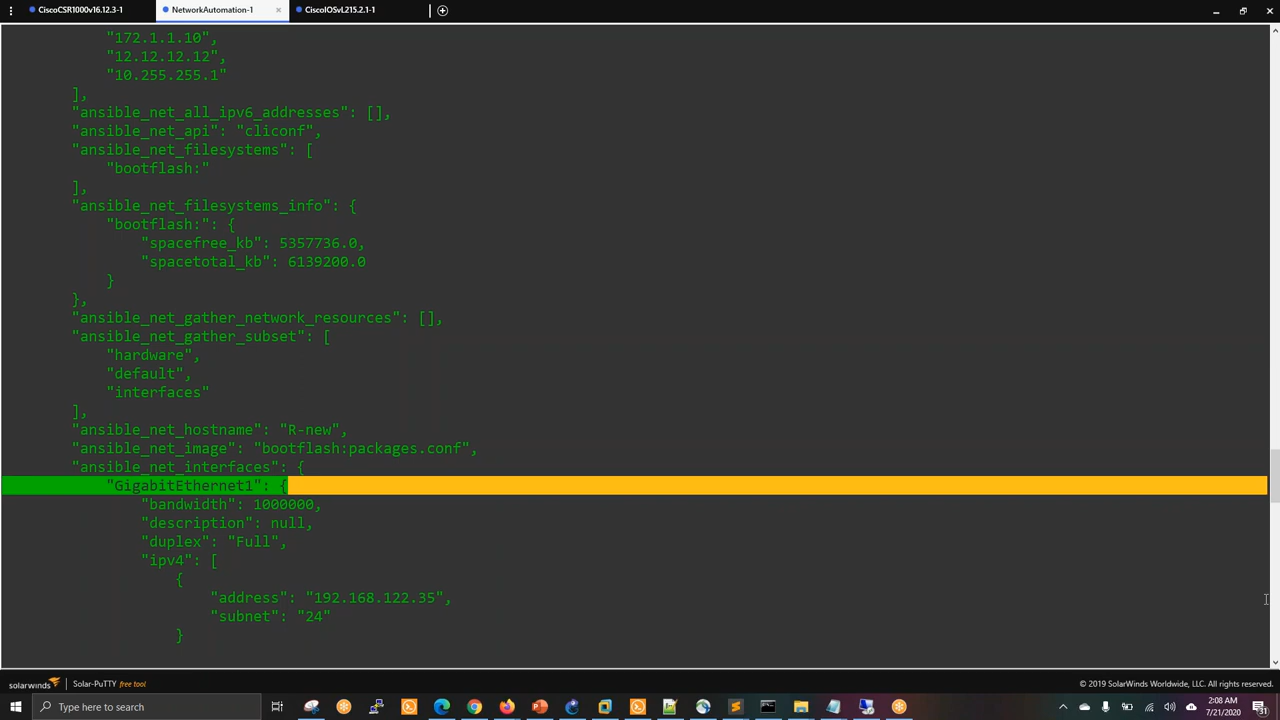 CiscoCSR1000v16.12.3-1
NetworkAutomation-1
CiscoIOSvL215.2.1-1
"172.1.1.10",
"12.12.12.12",
"10.255.255.1"
],
"ansible_net_all_ipv6_addresses": [],
"ansible_net_api": "cliconf",
"ansible_net_filesystems": [
"bootflash:"
],
"ansible_net_filesystems_info": {
"bootflash:": {
"spacefree_kb": 5357736.0,
"spacetotal_kb": 6139200.0
}
},
"ansible_net_gather_network_resources": [],
"ansible_net_gather_subset": [
"hardware",
"default",
"interfaces"
],
"ansible_net_hostname": "R-new",
"ansible_net_image": "bootflash:packages.conf",
"ansible_net_interfaces": {
"GigabitEthernet1": {
"bandwidth": 1000000,
"description": null,
"duplex": "Full",
"ipv4": [
{
"address": "192.168.122.35",
"subnet": "24"
}
solarwinds Solar-PuTTY free tool
© 2019 SolarWinds Worldwide, LLC. All rights reserved.
Type here to search
2:08 AM
7/21/2020